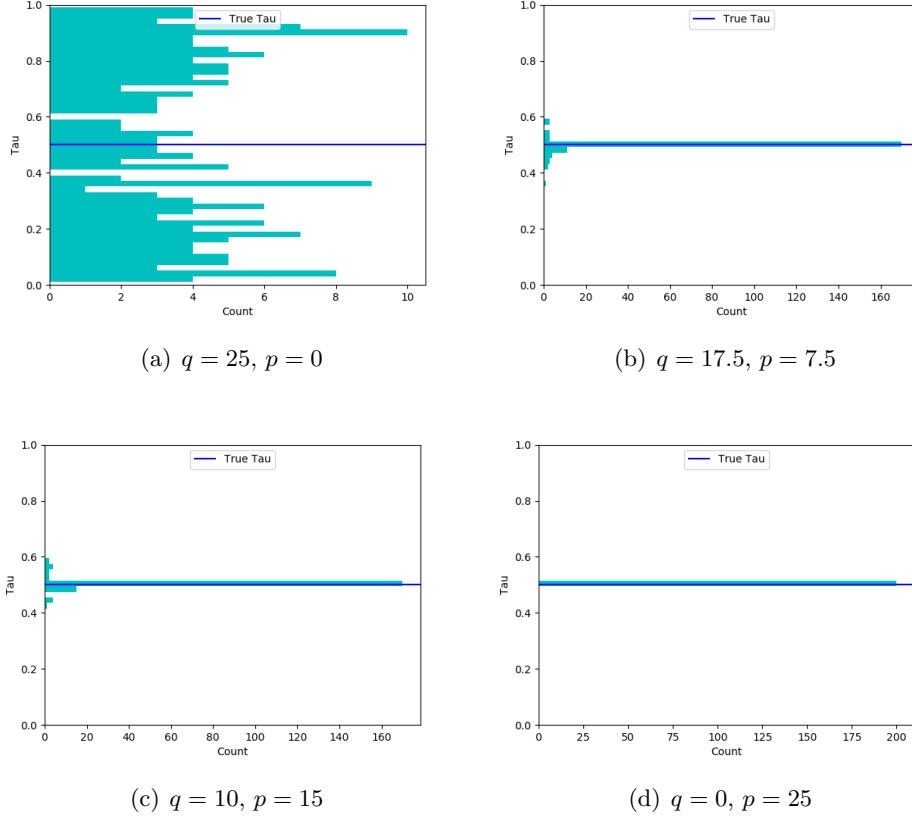 1.0
True Tau
0.8
0.6
Tau
0.4
0.2
0.0
0 2 4 6 8 10
Count
(a) q = 25, p = 0
1.0
True Tau
0.8
0.6
Tau
0.4
0.2
0.0
0 20 40 60 80 100 120 140 160
Count
(b) q = 17.5, p = 7.5
1.0
True Tau
0.8
0.6
Tau
0.4
0.2
0.0
0 20 40 60 80 100 120 140 160
Count
(c) q = 10, p = 15
1.0
True Tau
0.8
0.6
Tau
0.4
0.2
0.0
0 25 50 75 100 125 150 175 200
Count
(d) q = 0, p = 25